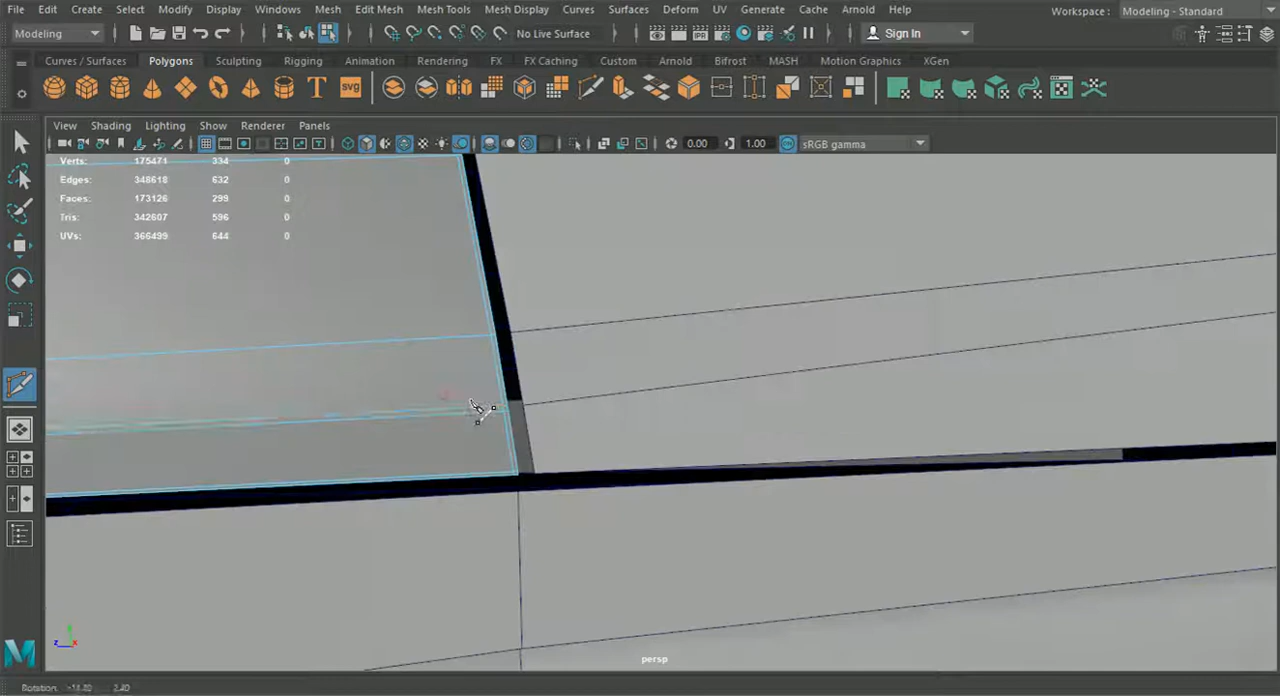 File Edit Create Select Modify Display Windows Mesh Edit Mesh Mesh Tools Mesh Display Curves Surfaces Deform UV Generate Cache Arnold Help Workspace: Modeling - Standard
Modeling No Live Surface Sign In
Curves / Surfaces Polygons Sculpting Rigging Animation Rendering FX FX Caching Custom Arnold Bifrost MASH Motion Graphics XGen
T SVG
View Shading Lighting Show Renderer Panels
0.00 1.00 sRGB gamma
Verts: 175471 334 0
Edges: 348618 632 0
Faces: 173126 299 0
Tris: 342607 596 0
UVs: 366499 644 0
z x
persp
M
Rotation: